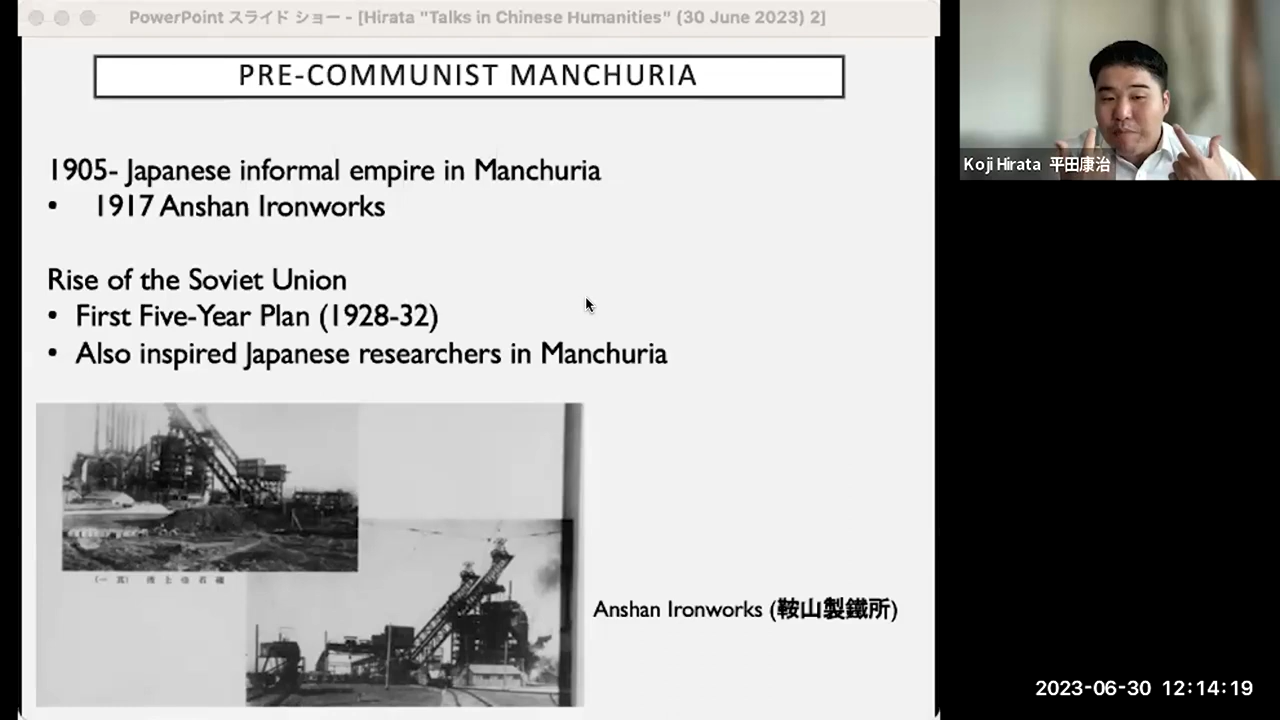 PowerPoint スライド ショー - [Hirata "Talks in Chinese Humanities" (30 June 2023) 2]
PRE-COMMUNIST MANCHURIA
1905- Japanese informal empire in Manchuria
• 1917 Anshan Ironworks
Rise of the Soviet Union
• First Five-Year Plan (1928-32)
• Also inspired Japanese researchers in Manchuria
Anshan Ironworks (鞍山製鐵所)
Koji Hirata 平田康治
2023-06-30 12:14:19